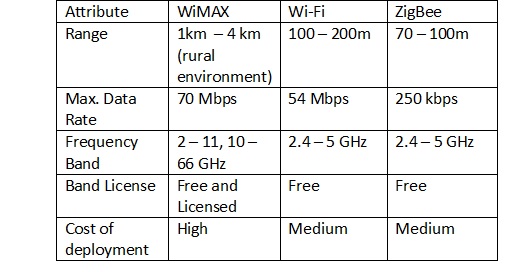 Attribute WiMAX Wi-Fi ZigBee
Range 1km – 4 km 100 – 200m 70 – 100m
(rural
environment)
Max. Data 70 Mbps 54 Mbps 250 kbps
Rate
Frequency 2 – 11, 10 – 2.4 – 5 GHz 2.4 – 5 GHz
Band 66 GHz
Band License Free and Free Free
Licensed
Cost of High Medium Medium
deployment